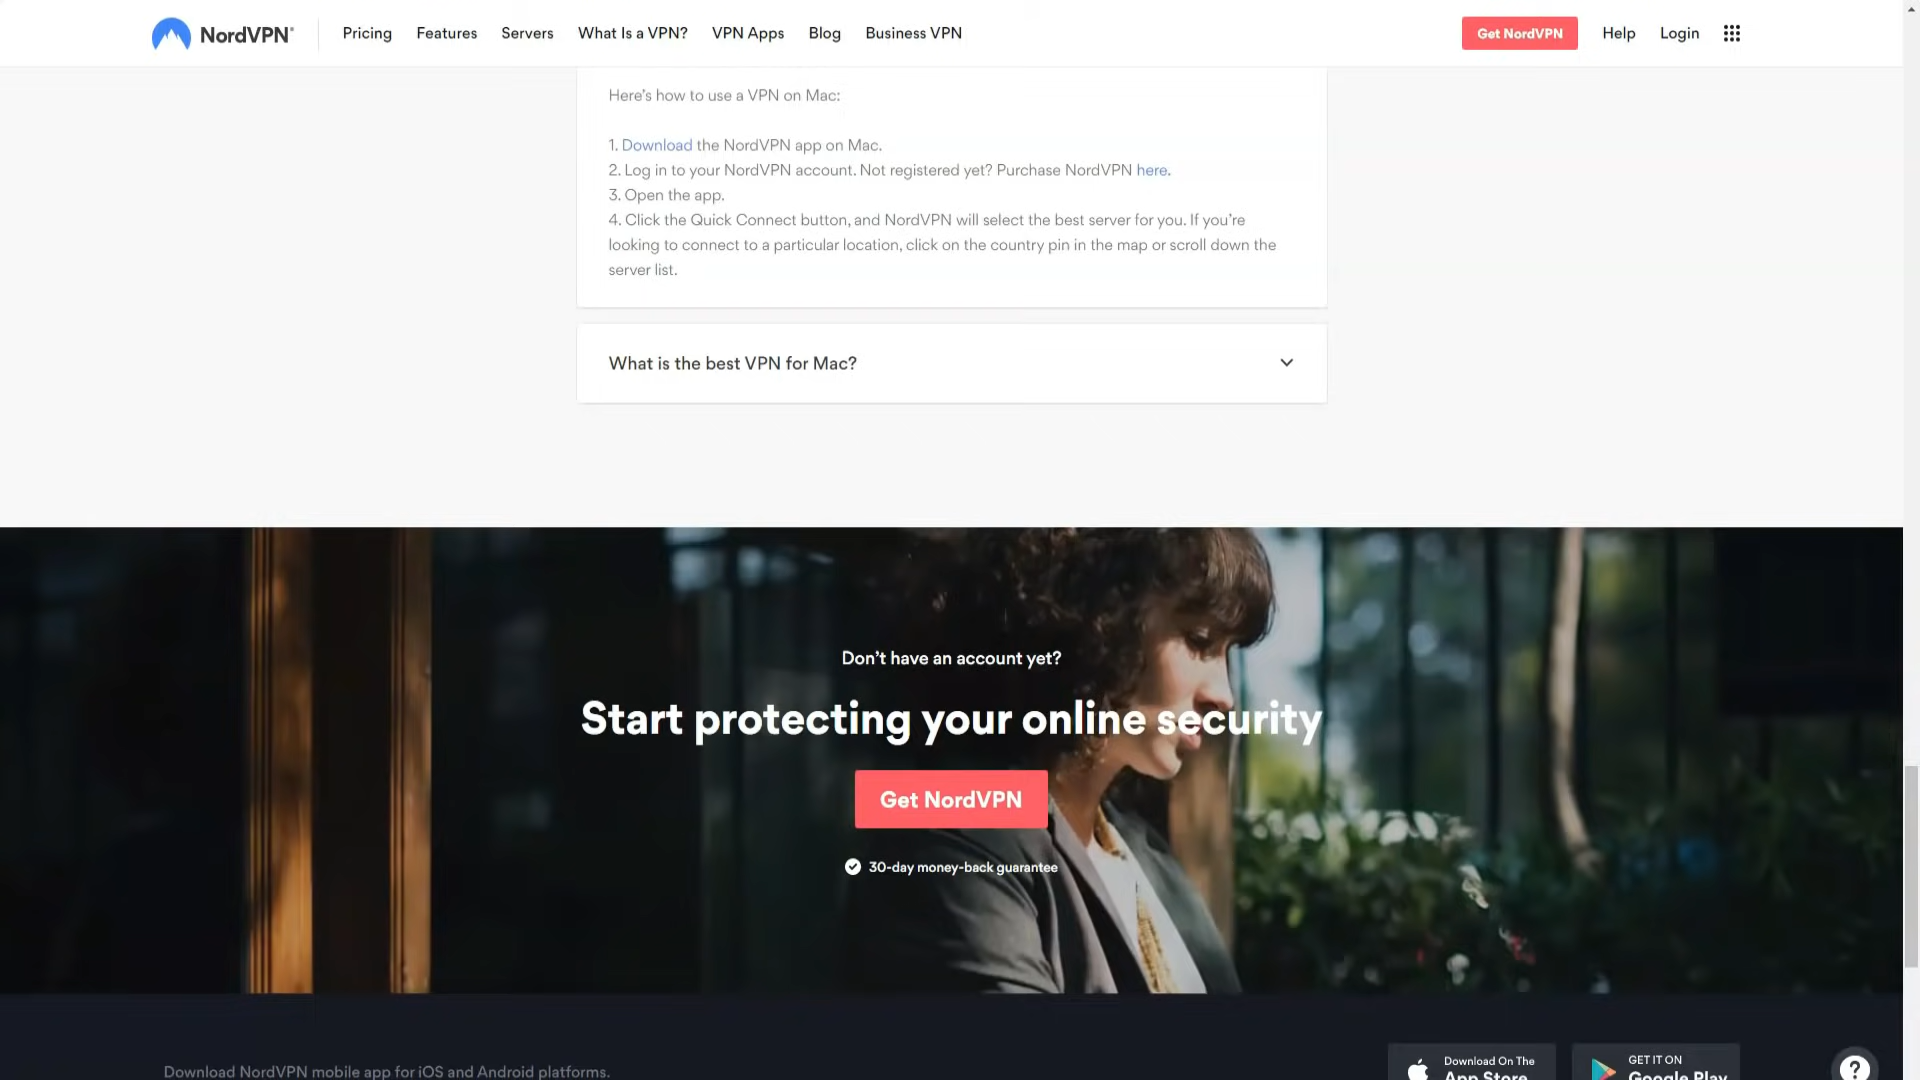 NordVPN®
Pricing
Features
Servers
What Is a VPN?
VPN Apps
Blog
Business VPN
Get NordVPN
Help
Login
Here’s how to use a VPN on Mac:
1. Download the NordVPN app on Mac.
2. Log in to your NordVPN account. Not registered yet? Purchase NordVPN here.
3. Open the app.
4. Click the Quick Connect button, and NordVPN will select the best server for you. If you’re
looking to connect to a particular location, click on the country pin in the map or scroll down the
server list.
What is the best VPN for Mac?
Don’t have an account yet?
Start protecting your online security
Get NordVPN
30-day money-back guarantee
Download NordVPN mobile app for iOS and Android platforms.
Download On The
App Store
GET IT ON
Google Play
?